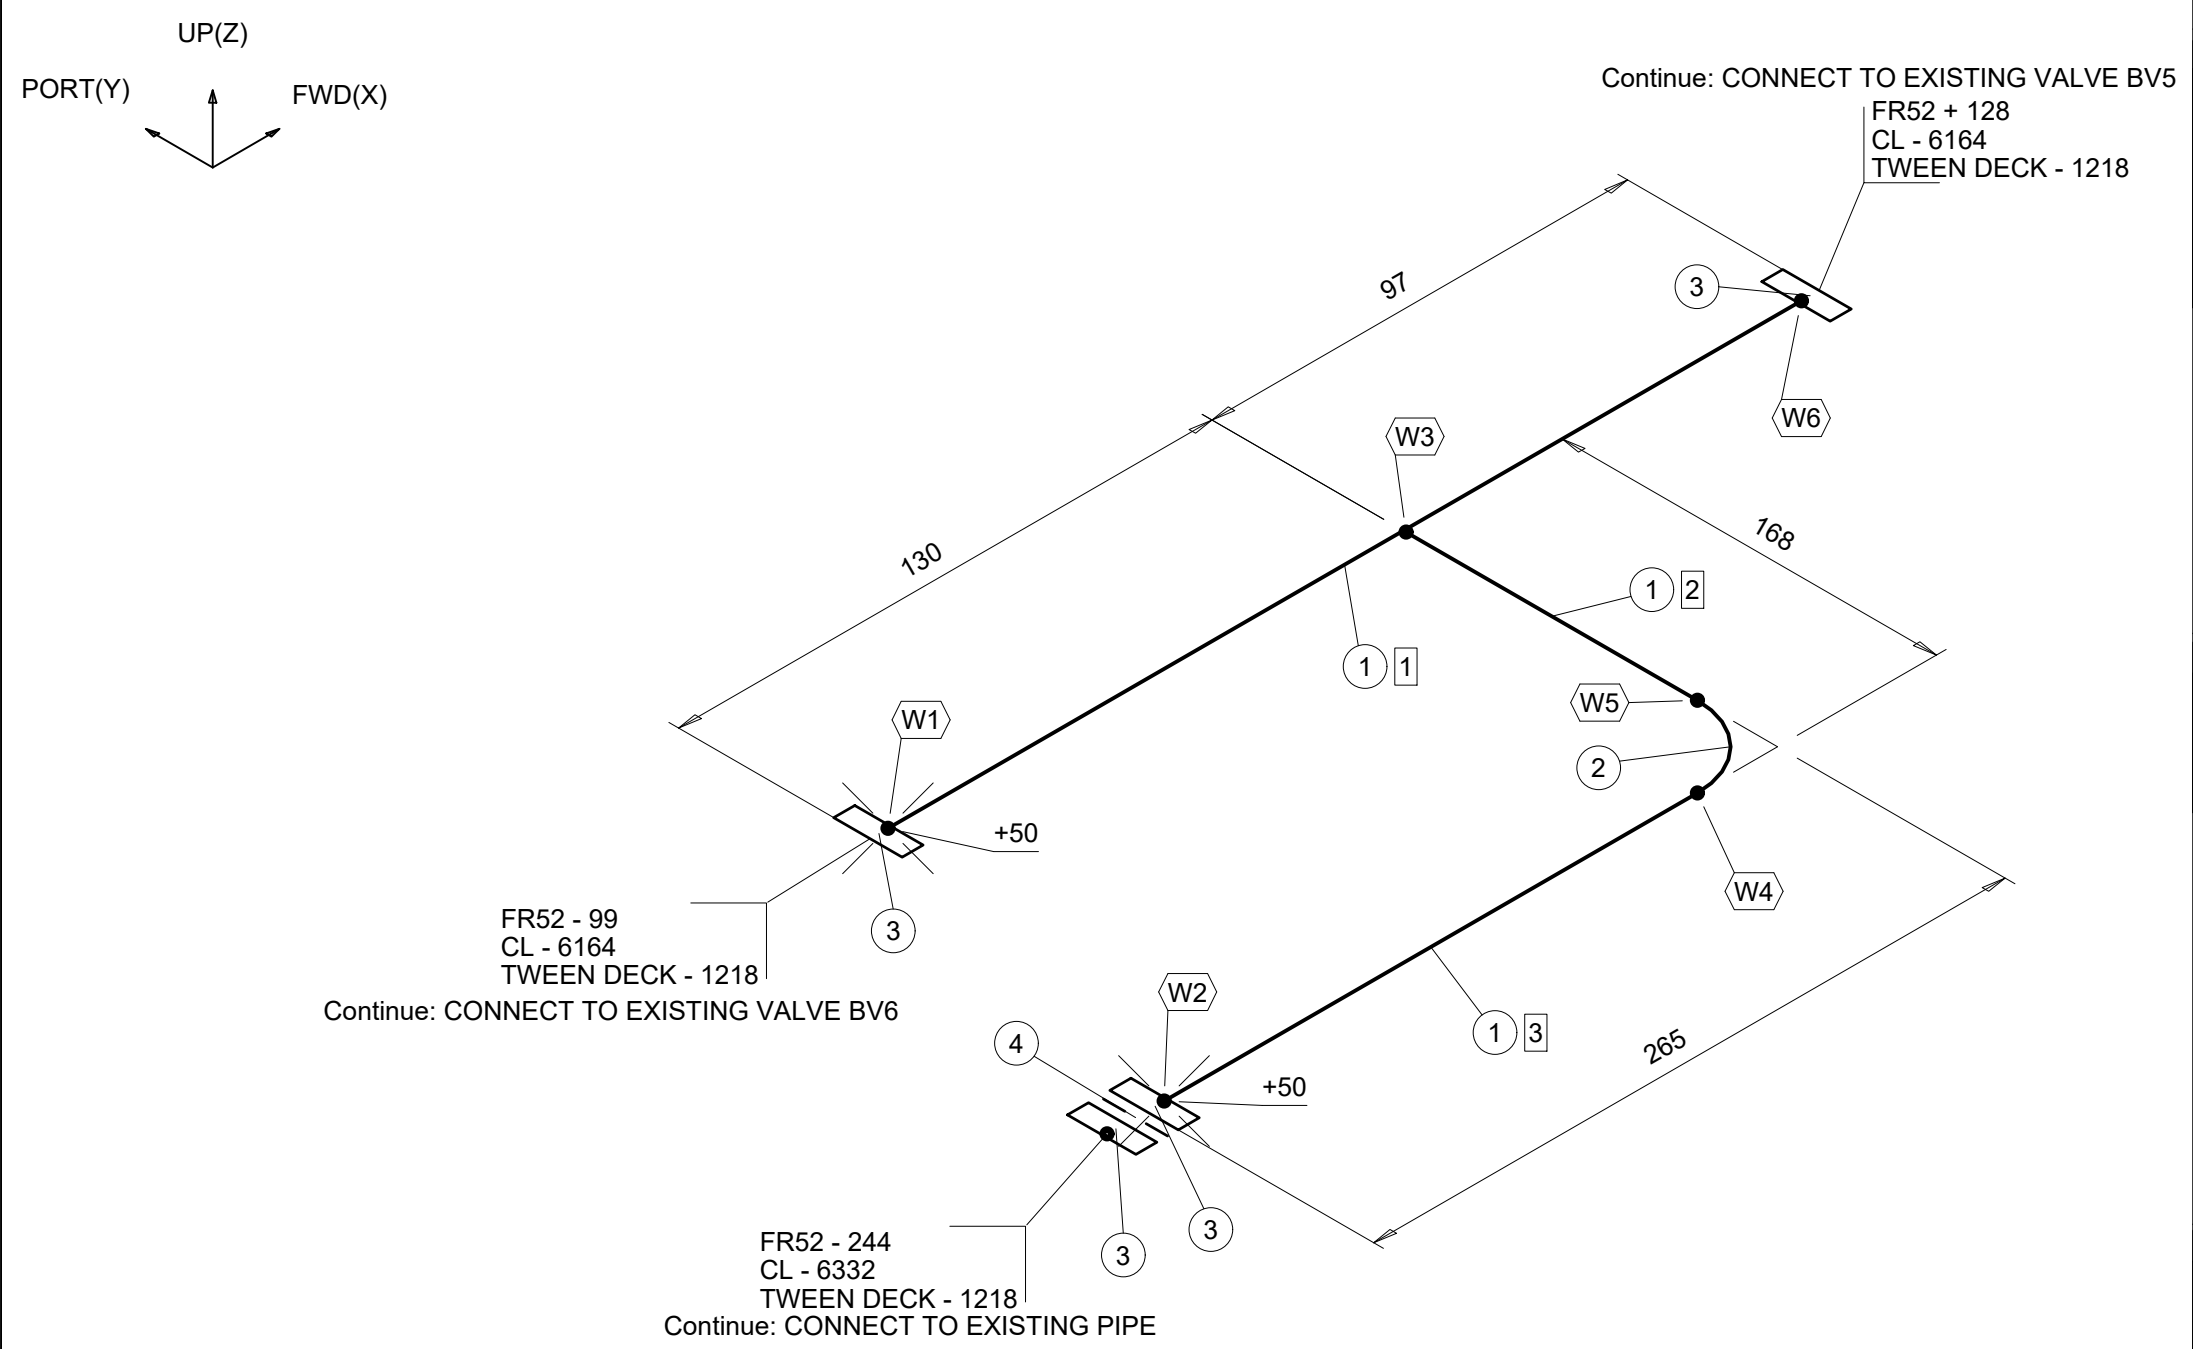 UP(Z)
PORT(Y)
FWD(X)
Continue: CONNECT TO EXISTING VALVE BV5
FR52 + 128
CL - 6164
TWEEN DECK - 1218
97
3
W6
W3
168
130
1 2
1 1
W5
W1
2
+50
W4
FR52 - 99
CL - 6164
TWEEN DECK - 1218
3
Continue: CONNECT TO EXISTING VALVE BV6
W2
4
1 3
265
+50
3
3
FR52 - 244
CL - 6332
TWEEN DECK - 1218
Continue: CONNECT TO EXISTING PIPE